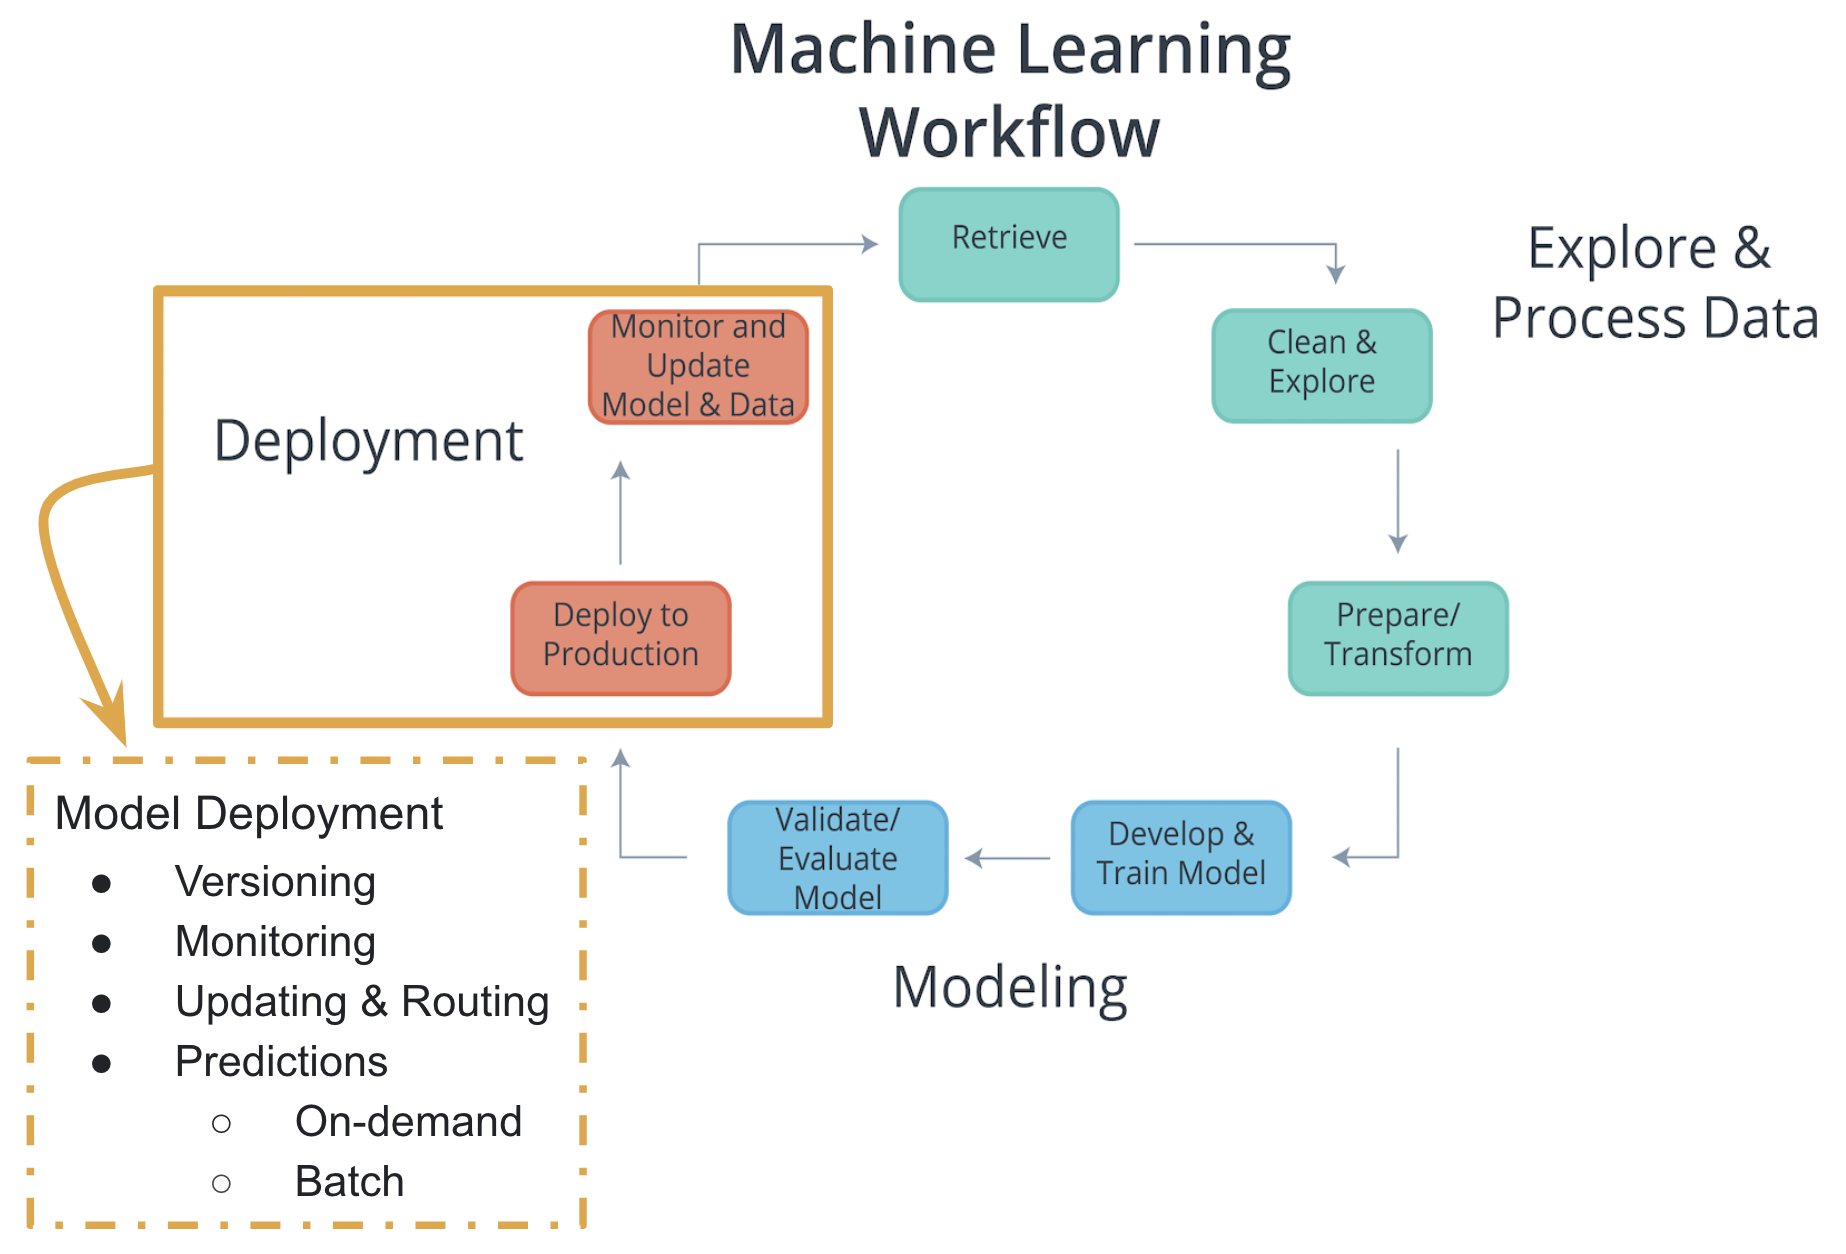 Machine Learning
Workflow
Retrieve
Explore &
Process Data
Clean &
Explore
Prepare/
Transform
Develop &
Train Model
Validate/
Evaluate
Model
Modeling
Deployment
Monitor and
Update
Model & Data
Deploy to
Production
Model Deployment
● Versioning
● Monitoring
● Updating & Routing
● Predictions
○ On-demand
○ Batch